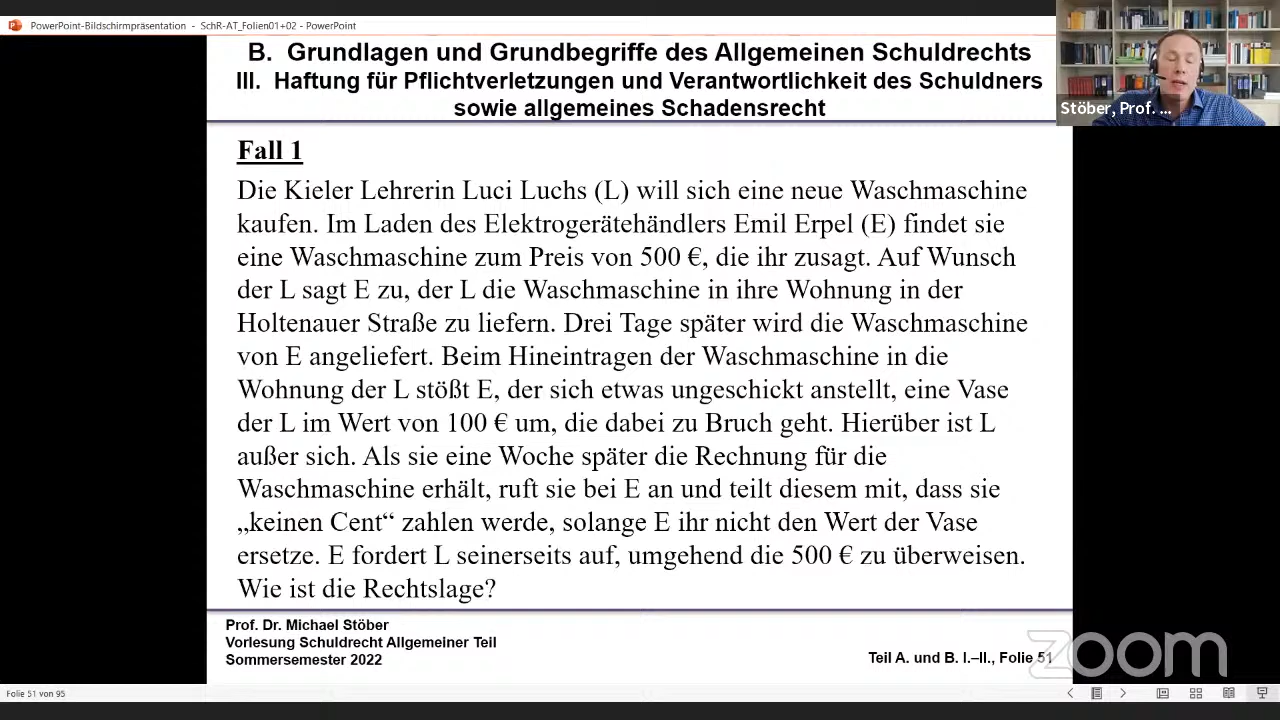 PowerPoint-Bildschirmpräsentation - SchR-AT_Folien01+02 - PowerPoint
B. Grundlagen und Grundbegriffe des Allgemeinen Schuldrechts
III. Haftung für Pflichtverletzungen und Verantwortlichkeit des Schuldners
sowie allgemeines Schadensrecht
Stöber, Prof. ...
Fall 1
Die Kieler Lehrerin Luci Luchs (L) will sich eine neue Waschmaschine
kaufen. Im Laden des Elektrogerätehändlers Emil Erpel (E) findet sie
eine Waschmaschine zum Preis von 500 €, die ihr zusagt. Auf Wunsch
der L sagt E zu, der L die Waschmaschine in ihre Wohnung in der
Holtenauer Straße zu liefern. Drei Tage später wird die Waschmaschine
von E angeliefert. Beim Hineintragen der Waschmaschine in die
Wohnung der L stößt E, der sich etwas ungeschickt anstellt, eine Vase
der L im Wert von 100 € um, die dabei zu Bruch geht. Hierüber ist L
außer sich. Als sie eine Woche später die Rechnung für die
Waschmaschine erhält, ruft sie bei E an und teilt diesem mit, dass sie
„keinen Cent“ zahlen werde, solange E ihr nicht den Wert der Vase
ersetze. E fordert L seinerseits auf, umgehend die 500 € zu überweisen.
Wie ist die Rechtslage?
Prof. Dr. Michael Stöber
Vorlesung Schuldrecht Allgemeiner Teil
Sommersemester 2022
Teil A. und B. I.–II., Folie 51
zoom
Folie 51 von 95